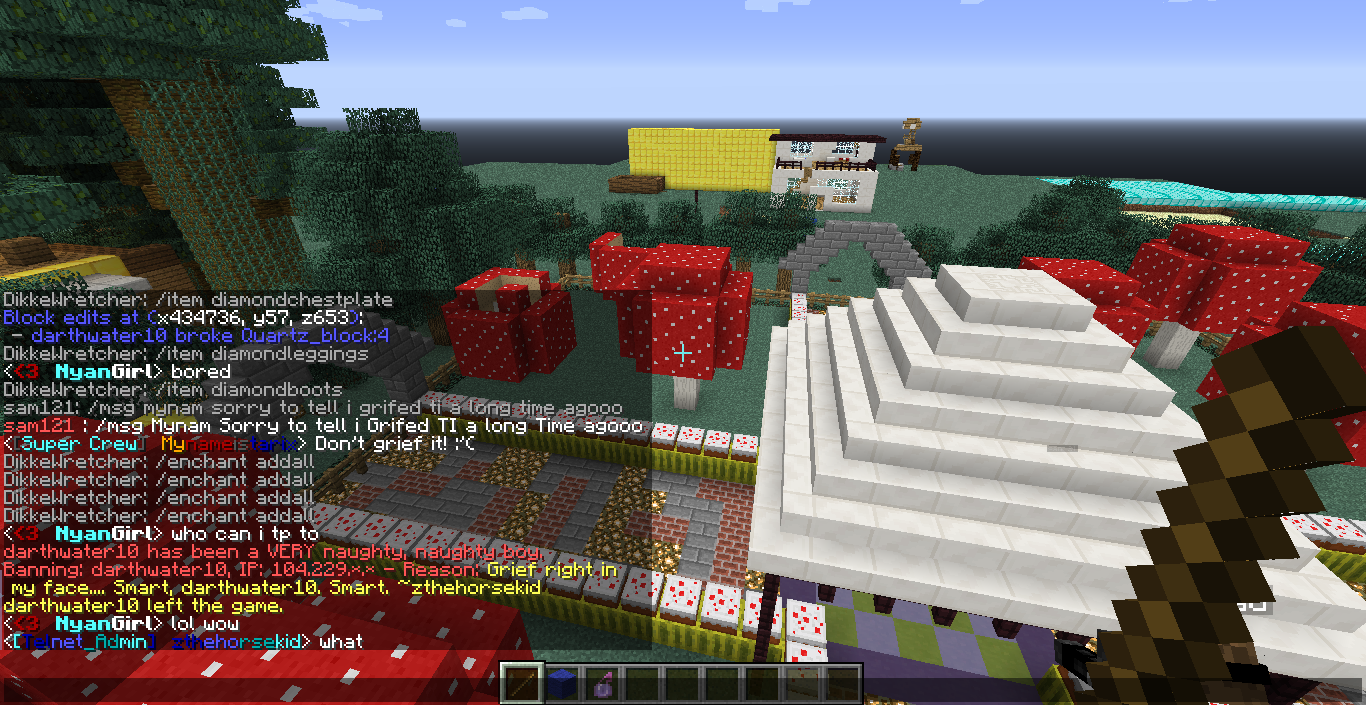 DikkeWretcher: /item diamondchestplate
Block edits at (x434736, y57, z653):
- darthwater10 broke Quartz_block:4
DikkeWretcher: /item diamondleggings
<<3 NyanGirl> bored
DikkeWretcher: /item diamondboots
sam121: /msg mynam sorry to tell i grifed ti a long time agooo
sam121 : /msg Mynam Sorry to tell i Grifed TI a long Time agooo
<[Super Crew] Mynameistarix> Don't grief it! :'(
DikkeWretcher: /enchant addall
DikkeWretcher: /enchant addall
DikkeWretcher: /enchant addall
DikkeWretcher: /enchant addall
<<3 NyanGirl> who can i tp to
darthwater10 has been a VERY naughty, naughty boy.
Banning: darthwater10, IP: 104.229.*.* - Reason: Grief right in
my face.... Smart, darthwater10. Smart. ~zthehorsekid
darthwater10 left the game.
<<3 NyanGirl> lol wow
<[Telnet_Admin] zthehorsekid> what